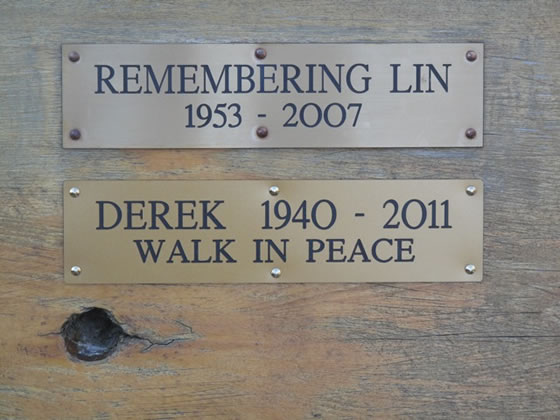 REMEMBERING LIN
1953 - 2007
DEREK 1940 - 2011
WALK IN PEACE